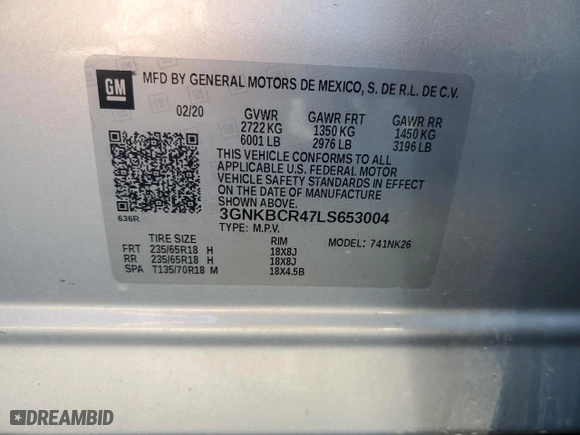 GM
MFD BY GENERAL MOTORS DE MEXICO, S. DE R.L. DE C.V.
02/20 GVWR GAWR FRT GAWR RR
2722 KG 1350 KG 1450 KG
6001 LB 2976 LB 3196 LB
THIS VEHICLE CONFORMS TO ALL
APPLICABLE U.S. FEDERAL MOTOR
VEHICLE SAFETY STANDARDS IN EFFECT
ON THE DATE OF MANUFACTURE
SHOWN ABOVE.
636R
3GNKBCR47LS653004
TYPE: M.P.V.
TIRE SIZE RIM MODEL: 741NK26
FRT 235/65R18 H 18X8J
RR 235/65R18 H 18X8J
SPA T135/70R18 M 18X4.5B
DREAMBID